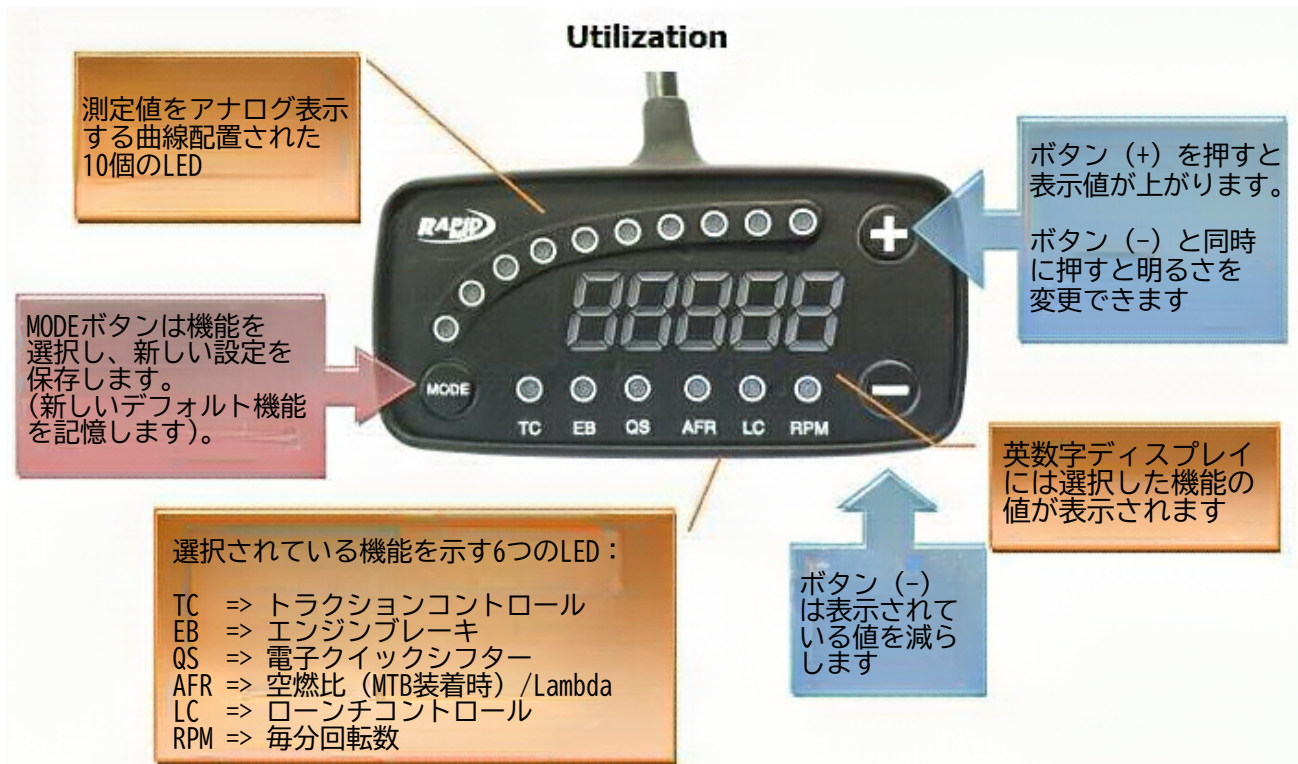 Utilization
測定値をアナログ表示
する曲線配置された
10個のLED
ボタン（+）を押すと
表示値が上がります。
ボタン（-）と同時
に押すと明るさを
変更できます
RAPID
MODEボタンは機能を
選択し、新しい設定を
保存します。
(新しいデフォルト機能
を記憶します)。
MODE
TC EB QS AFR LC RPM
英数字ディスプレイ
には選択した機能の
値が表示されます
選択されている機能を示す6つのLED：
TC => トラクションコントロール
EB => エンジンブレーキ
QS => 電子クイックシフター
AFR => 空燃比（MTB装着時）/Lambda
LC => ローンチコントロール
RPM => 毎分回転数
ボタン（-）
は表示されて
いる値を減ら
します